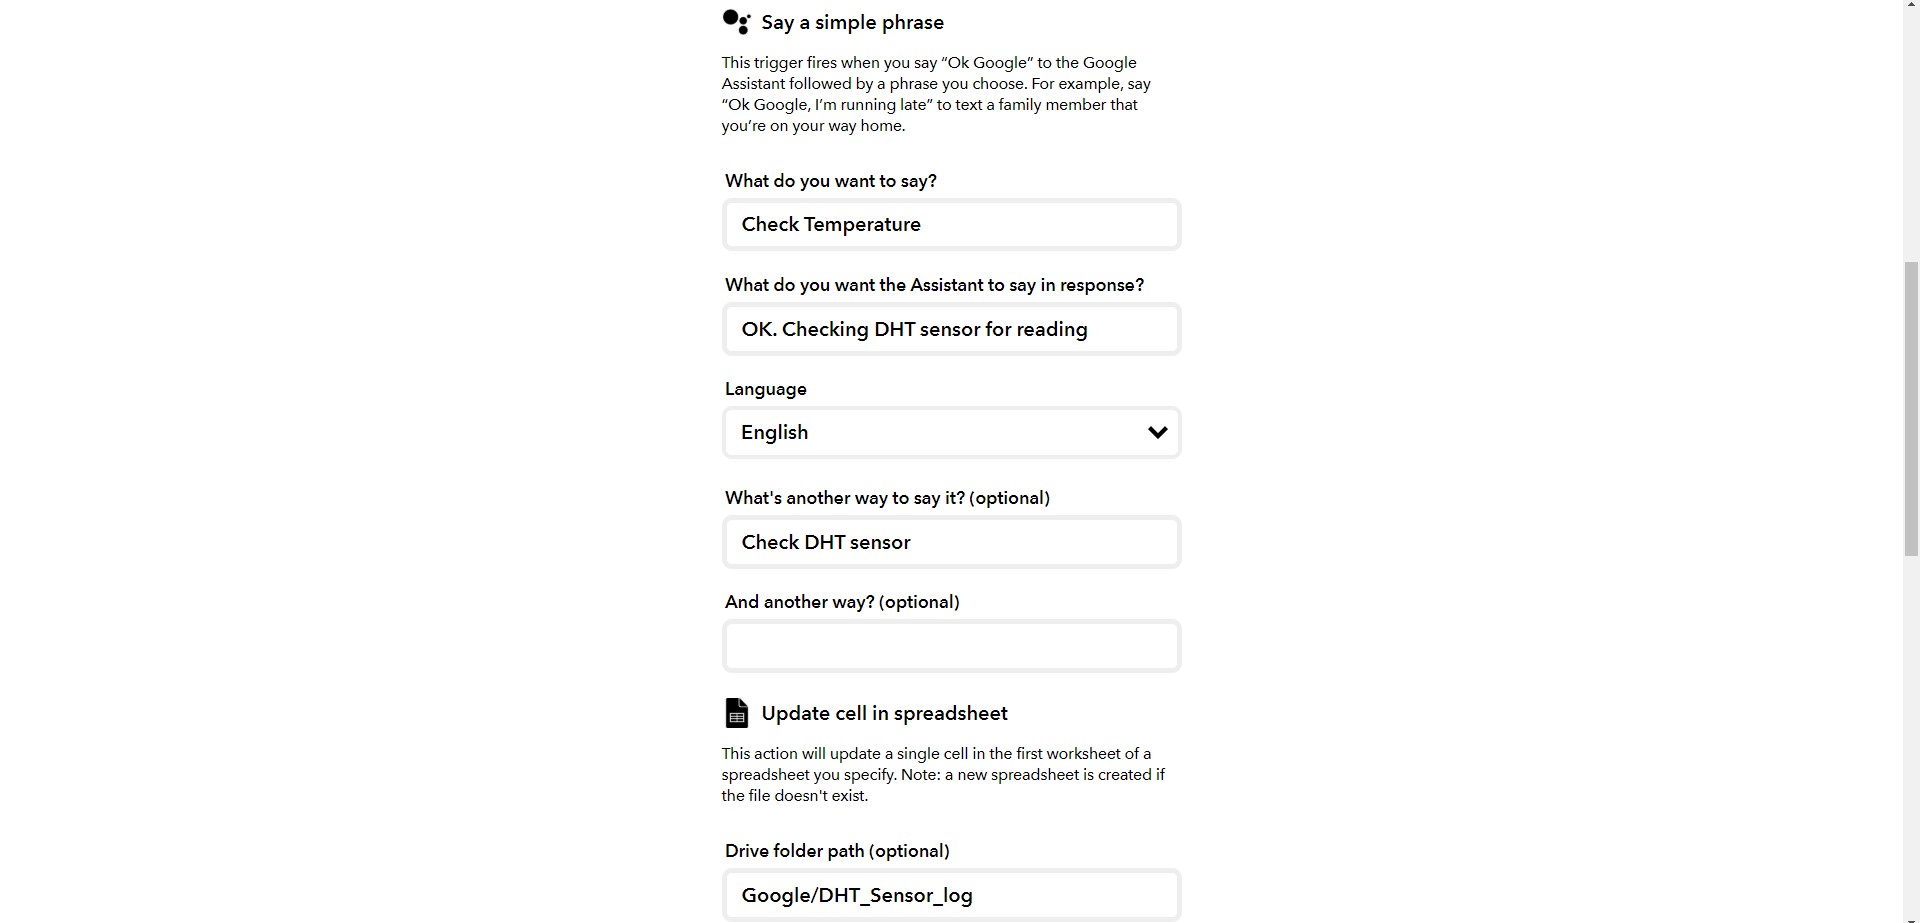 Say a simple phrase
This trigger fires when you say “Ok Google” to the Google
Assistant followed by a phrase you choose. For example, say
“Ok Google, I’m running late” to text a family member that
you’re on your way home.
What do you want to say?
Check Temperature
What do you want the Assistant to say in response?
OK. Checking DHT sensor for reading
Language
English
What's another way to say it? (optional)
Check DHT sensor
And another way? (optional)
Update cell in spreadsheet
This action will update a single cell in the first worksheet of a
spreadsheet you specify. Note: a new spreadsheet is created if
the file doesn't exist.
Drive folder path (optional)
Google/DHT_Sensor_log